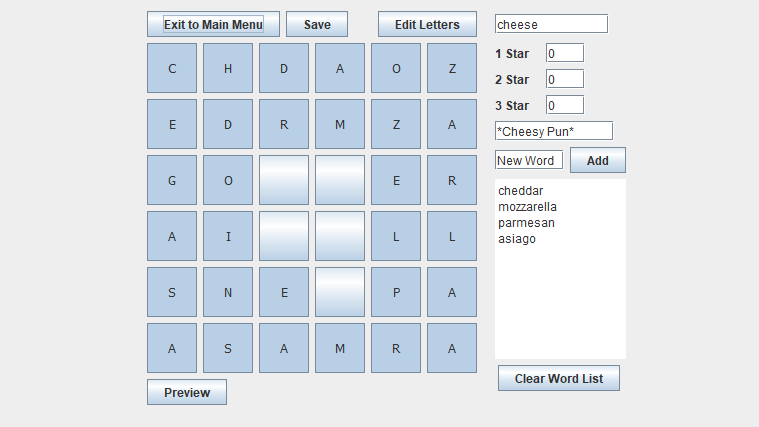 Exit to Main Menu Save Edit Letters cheese
1 Star 0
2 Star 0
3 Star 0
C H D A O Z
E D R M Z A *Cheesy Pun*
G O E R New Word Add
A I L L cheddar
mozzarella
parmesan
asiago
S N E P A
A S A M R A
Preview Clear Word List